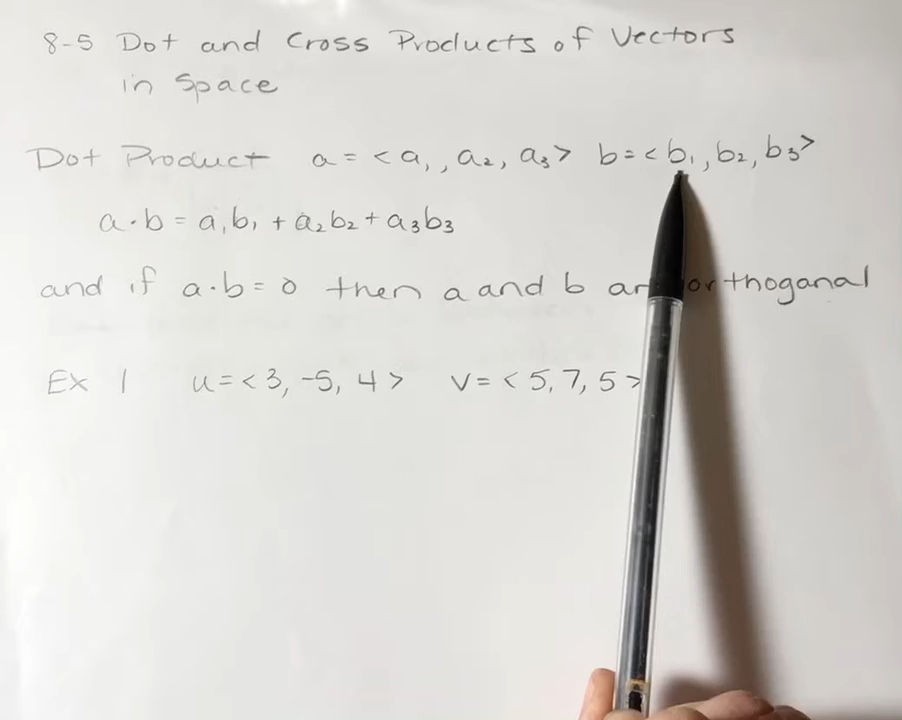 8-5 Dot and Cross Products of Vectors
in Space
Dot Product a = <a₁, a₂, a₃> b = <b₁, b₂, b₃>
a·b = a₁b₁ + a₂b₂ + a₃b₃
and if a·b = 0 then a and b orthoganal
Ex 1 u = <3, -5, 4> v = <5, 7, 5>